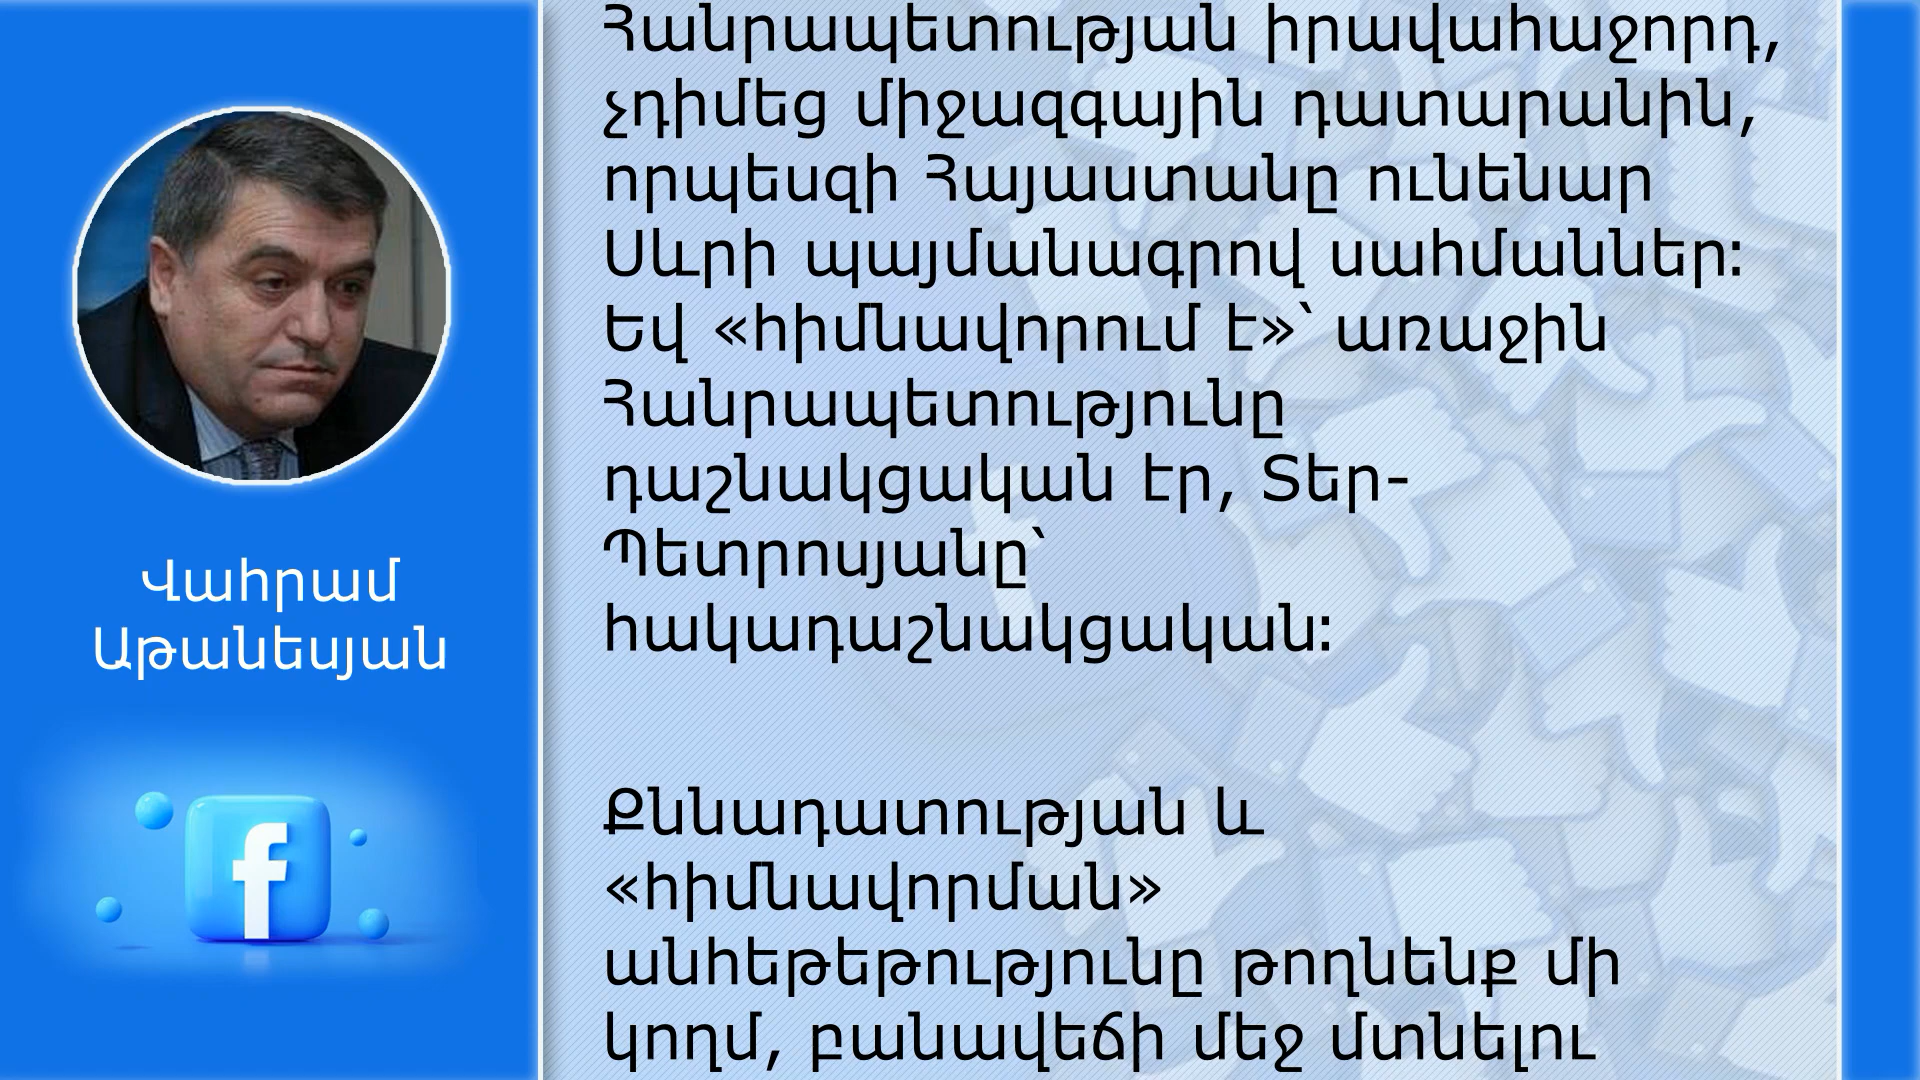 Վահրամ
Աթանեսյան
Հանրապետության իրավահաջորդ,
չդիմեց միջազգային դատարանին,
որպեսզի Հայաստանը ունենար
Սևրի պայմանագրով սահմաններ:
Եվ «հիմնավորում է»՝ առաջին
Հանրապետությունը
դաշնակցական էր, Տեր-
Պետրոսյանը՝
հակադաշնակցական:
Քննադատության և
«հիմնավորման»
անհեթեթությունը թողնենք մի
կողմ, բանավեճի մեջ մտնելու